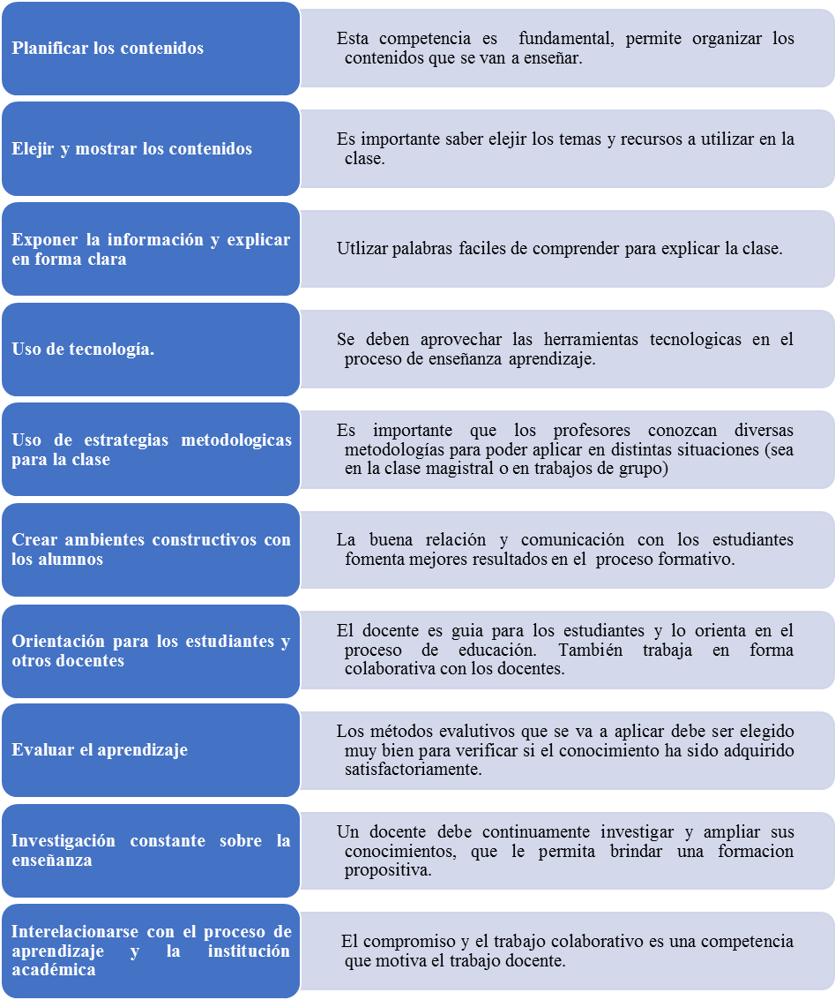 Planificar los contenidos
Esta competencia es fundamental, permite organizar los
contenidos que se van a enseñar.
Elejir y mostrar los contenidos
Es importante saber elejir los temas y recursos a utilizar en la
clase.
Exponer la información y explicar
en forma clara
Utlizar palabras faciles de comprender para explicar la clase.
Uso de tecnología.
Se deben aprovechar las herramientas tecnologicas en el
proceso de enseñanza aprendizaje.
Uso de estrategias metodologicas
para la clase
Es importante que los profesores conozcan diversas
metodologías para poder aplicar en distintas situaciones (sea
en la clase magistral o en trabajos de grupo)
Crear ambientes constructivos con
los alumnos
La buena relación y comunicación con los estudiantes
fomenta mejores resultados en el proceso formativo.
Orientación para los estudiantes y
otros docentes
El docente es guia para los estudiantes y lo orienta en el
proceso de educación. También trabaja en forma
colaborativa con los docentes.
Evaluar el aprendizaje
Los métodos evalutivos que se va a aplicar debe ser elegido
muy bien para verificar si el conocimiento ha sido adquirido
satisfactoriamente.
Investigación constante sobre la
enseñanza
Un docente debe continuamente investigar y ampliar sus
conocimientos, que le permita brindar una formacion
propositiva.
Interelacionarse con el proceso de
aprendizaje y la institución
académica
El compromiso y el trabajo colaborativo es una competencia
que motiva el trabajo docente.